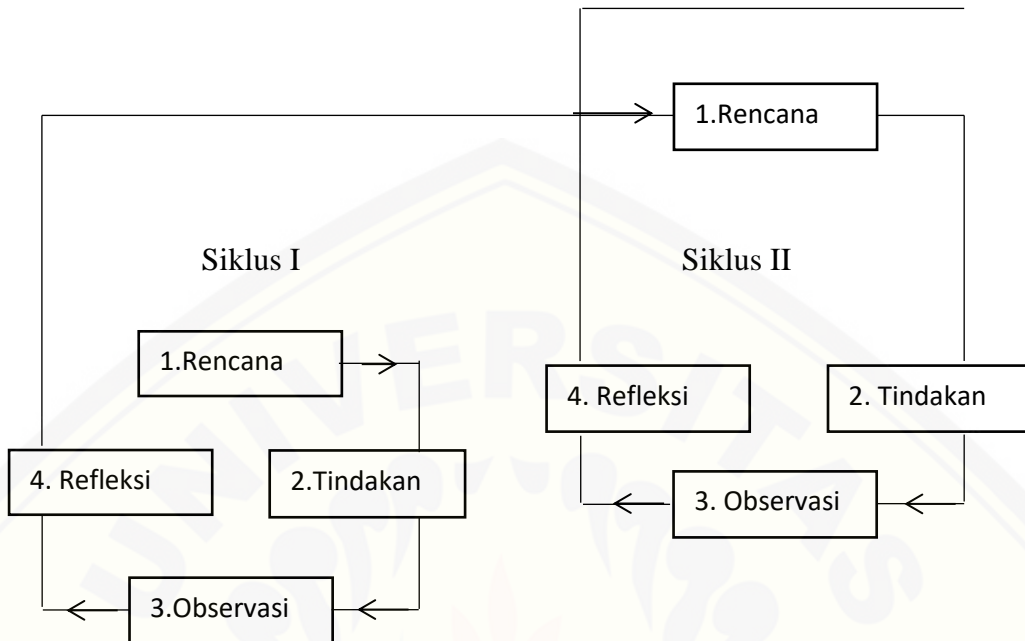 Siklus I
1.Rencana
2.Tindakan
3.Observasi
4. Refleksi
Siklus II
1.Rencana
2. Tindakan
3. Observasi
4. Refleksi
UNIVERSITAS